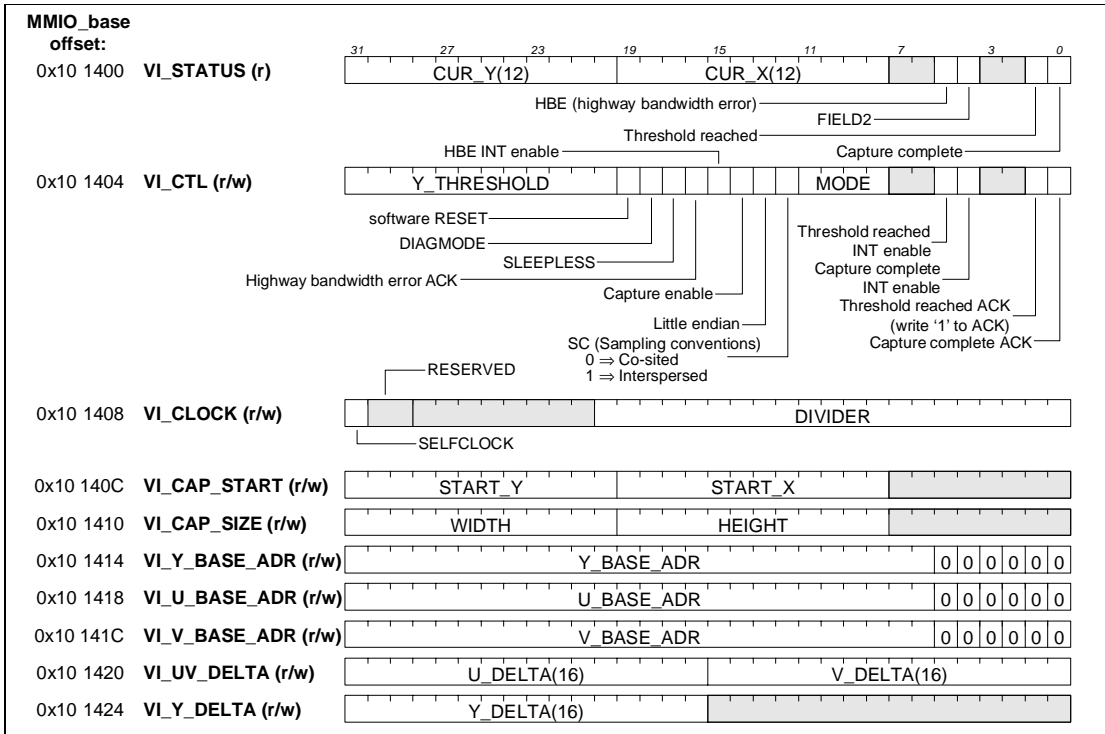 MMIO_base
offset:
31 27 23 19 15 11 7 3 0
0x10 1400 VI_STATUS (r) CUR_Y(12) CUR_X(12)
HBE (highway bandwidth error)
FIELD2
Threshold reached
HBE INT enable Capture complete
0x10 1404 VI_CTL (r/w) Y_THRESHOLD MODE
software RESET
DIAGMODE
SLEEPLESS
Highway bandwidth error ACK
Capture enable
Little endian
SC (Sampling conventions)
0 ⇒ Co-sited
1 ⇒ Interspersed
Threshold reached
INT enable
Capture complete
INT enable
Threshold reached ACK
(write ‘1’ to ACK)
Capture complete ACK
RESERVED
0x10 1408 VI_CLOCK (r/w) DIVIDER
SELFCLOCK
0x10 140C VI_CAP_START (r/w) START_Y START_X
0x10 1410 VI_CAP_SIZE (r/w) WIDTH HEIGHT
0x10 1414 VI_Y_BASE_ADR (r/w) Y_BASE_ADR 0 0 0 0 0 0
0x10 1418 VI_U_BASE_ADR (r/w) U_BASE_ADR 0 0 0 0 0 0
0x10 141C VI_V_BASE_ADR (r/w) V_BASE_ADR 0 0 0 0 0 0
0x10 1420 VI_UV_DELTA (r/w) U_DELTA(16) V_DELTA(16)
0x10 1424 VI_Y_DELTA (r/w) Y_DELTA(16)